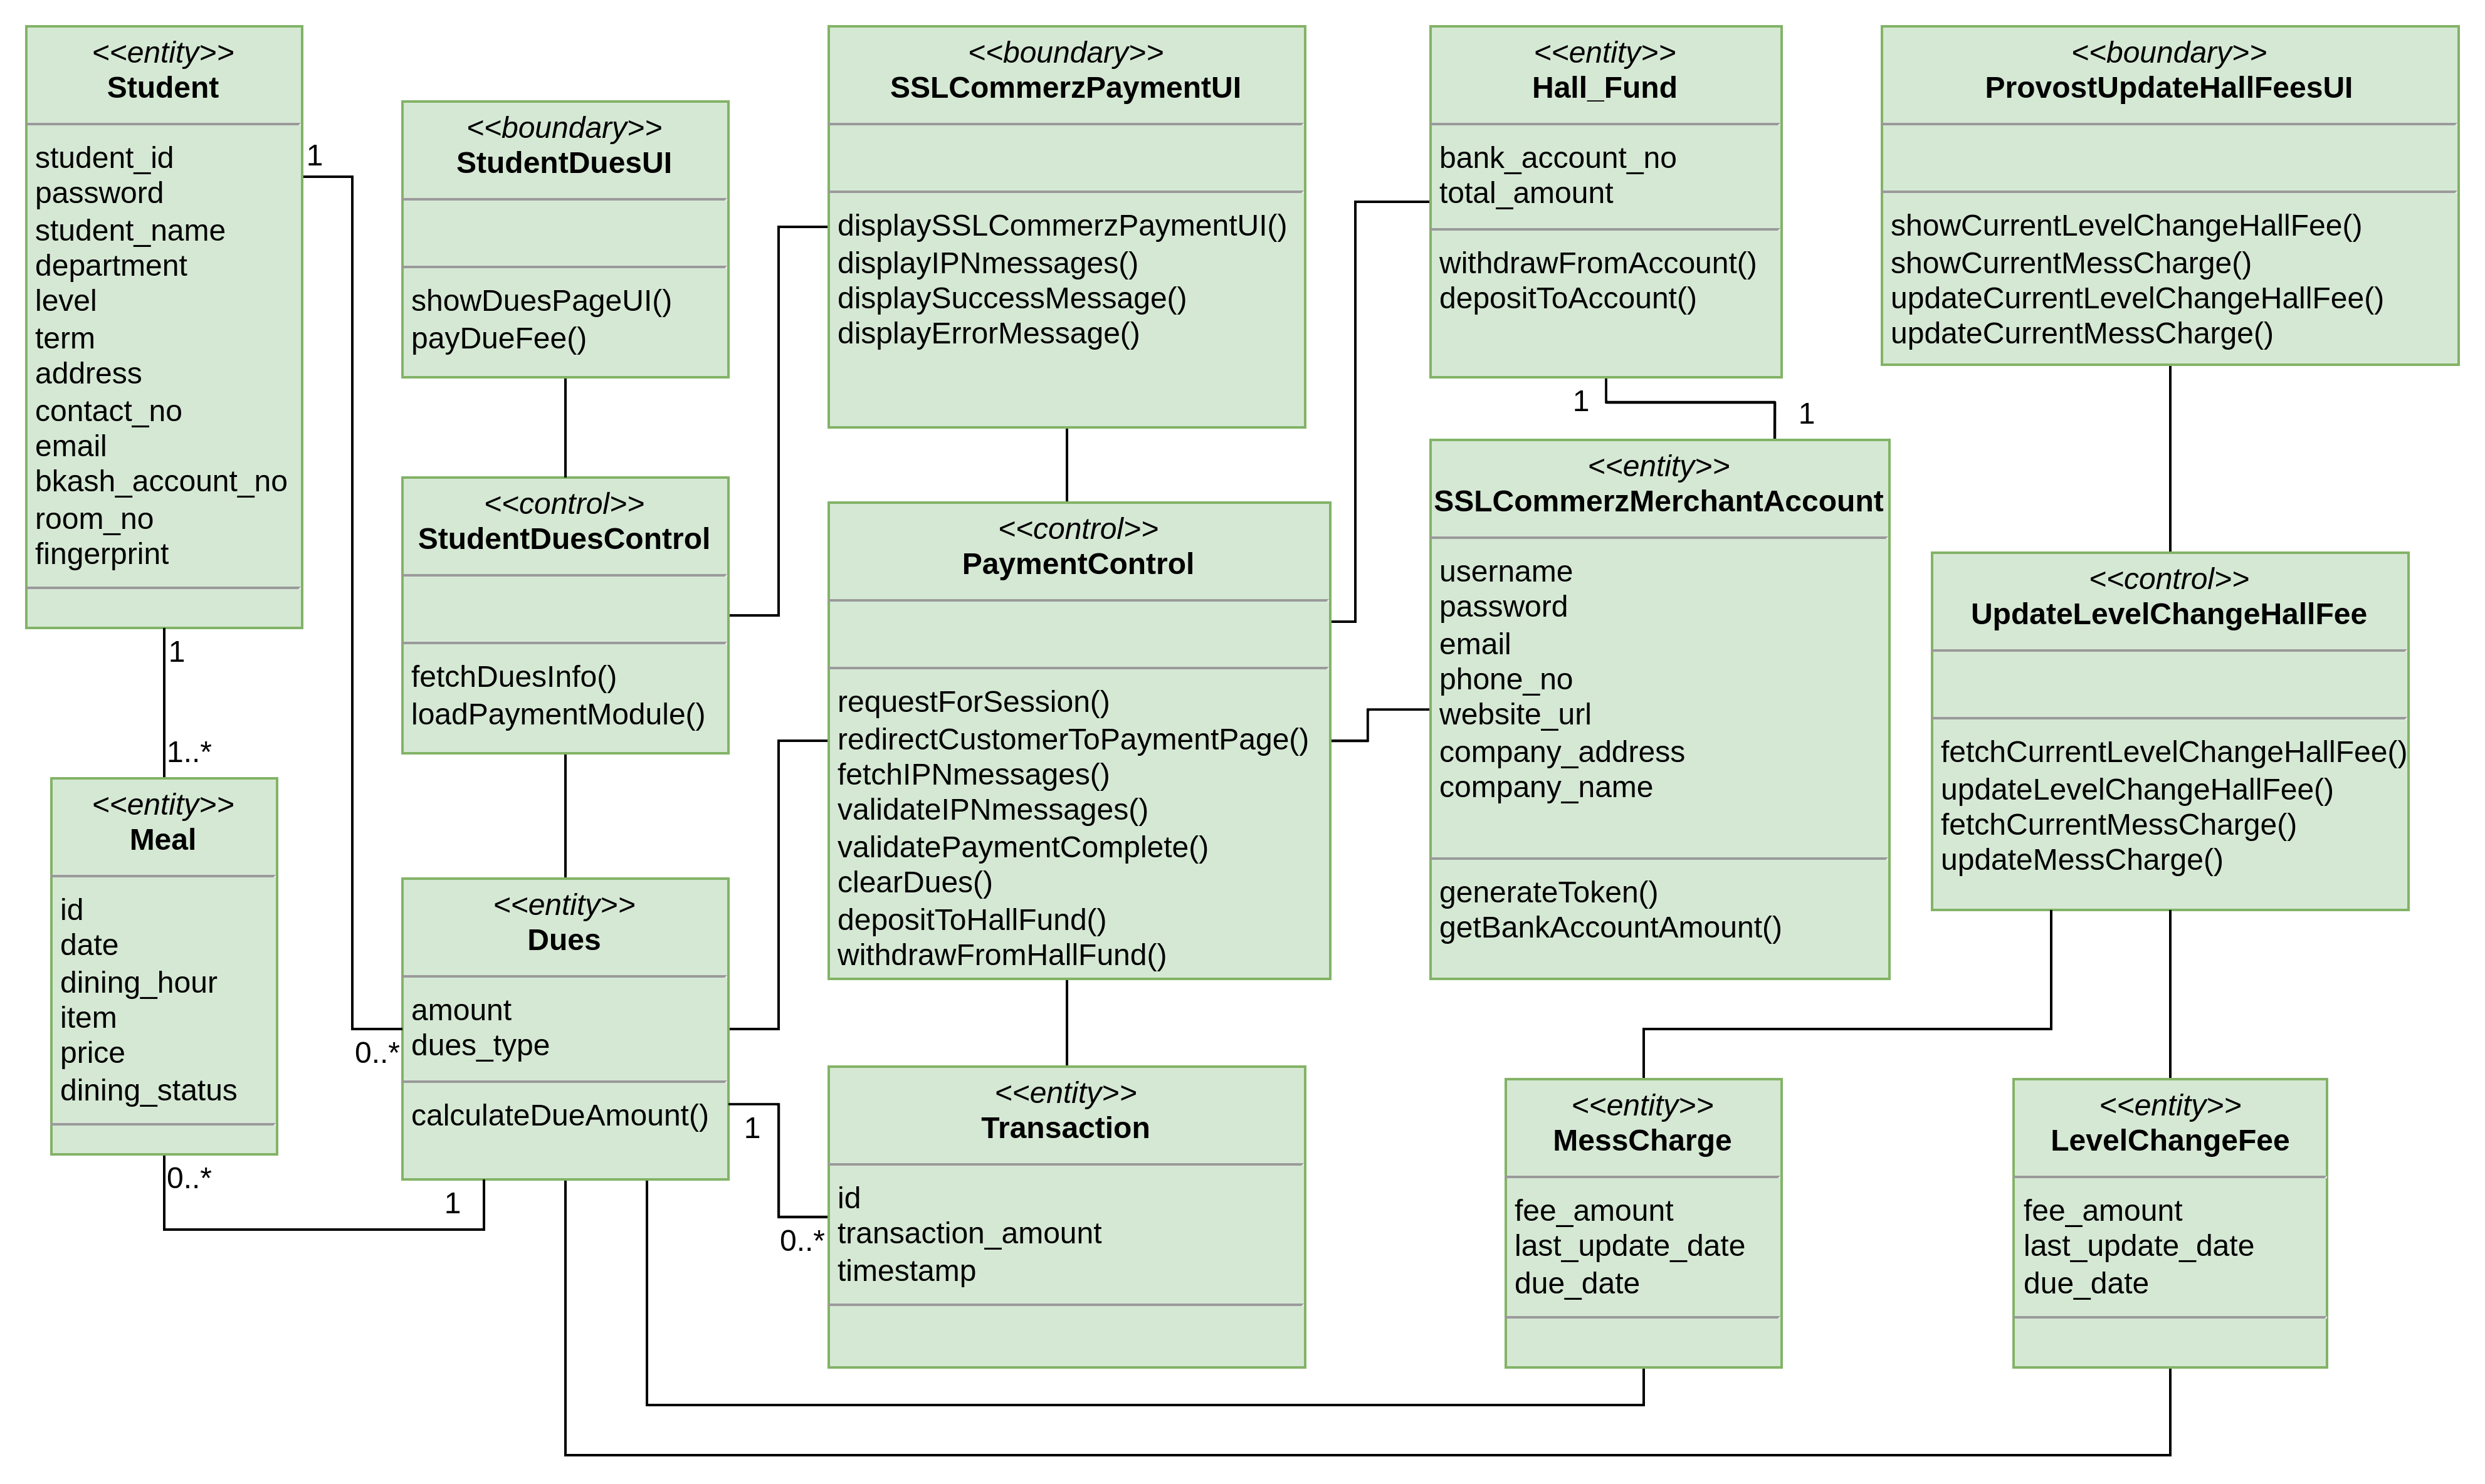 <<entity>>
Student
student_id
password
student_name
department
level
term
address
contact_no
email
bkash_account_no
room_no
fingerprint
1
1
1..*
<<entity>>
Meal
id
date
dining_hour
item
price
dining_status
0..*
<<boundary>>
StudentDuesUI
showDuesPageUI()
payDueFee()
<<control>>
StudentDuesControl
fetchDuesInfo()
loadPaymentModule()
<<entity>>
Dues
amount
dues_type
calculateDueAmount()
0..*
1
1
0..*
<<boundary>>
SSLCommerzPaymentUI
displaySSLCommerzPaymentUI()
displayIPNmessages()
displaySuccessMessage()
displayErrorMessage()
<<control>>
PaymentControl
requestForSession()
redirectCustomerToPaymentPage()
fetchIPNmessages()
validateIPNmessages()
validatePaymentComplete()
clearDues()
depositToHallFund()
withdrawFromHallFund()
<<entity>>
Transaction
id
transaction_amount
timestamp
<<entity>>
Hall_Fund
bank_account_no
total_amount
withdrawFromAccount()
depositToAccount()
1
1
<<entity>>
SSLCommerzMerchantAccount
username
password
email
phone_no
website_url
company_address
company_name
generateToken()
getBankAccountAmount()
<<entity>>
MessCharge
fee_amount
last_update_date
due_date
<<boundary>>
ProvostUpdateHallFeesUI
showCurrentLevelChangeHallFee()
showCurrentMessCharge()
updateCurrentLevelChangeHallFee()
updateCurrentMessCharge()
<<control>>
UpdateLevelChangeHallFee
fetchCurrentLevelChangeHallFee()
updateLevelChangeHallFee()
fetchCurrentMessCharge()
updateMessCharge()
<<entity>>
LevelChangeFee
fee_amount
last_update_date
due_date